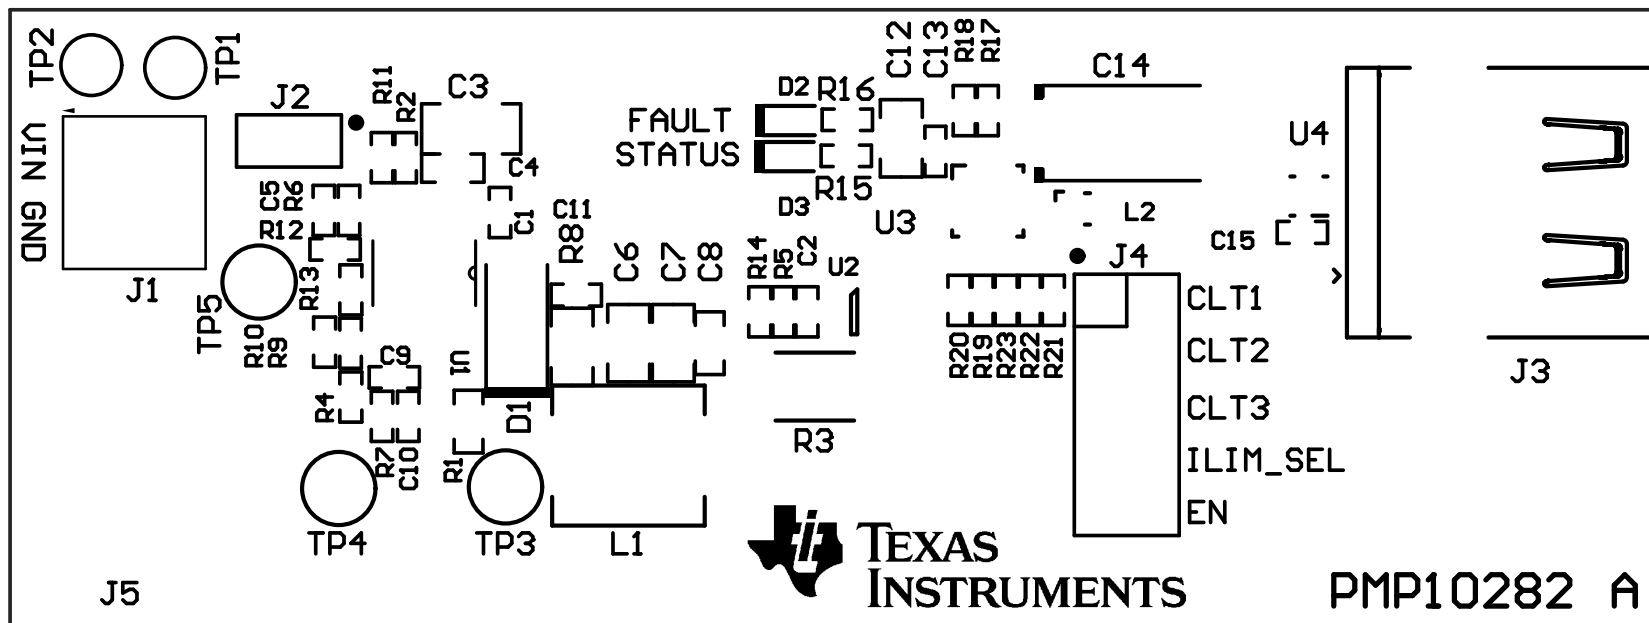 TP2
TP1
R11
R2
C3
J2
VIN GND
J1
C5
R6
R12
R13
TP5
R10
R9
C9
R4
R7
C10
TP4
J5
C4
C1
C11
R8
U1
D1
R1
TP3
L1
C6
C7
C8
FAULT
STATUS
D2
R16
R15
D3
C12
C13
R18
R17
C14
U3
R14
R5
C2
U2
R3
L2
C15
U4
J4
R20
R19
R23
R22
R21
CLT1
CLT2
CLT3
ILIM_SEL
EN
J3
TEXAS
INSTRUMENTS
PMP10282 A